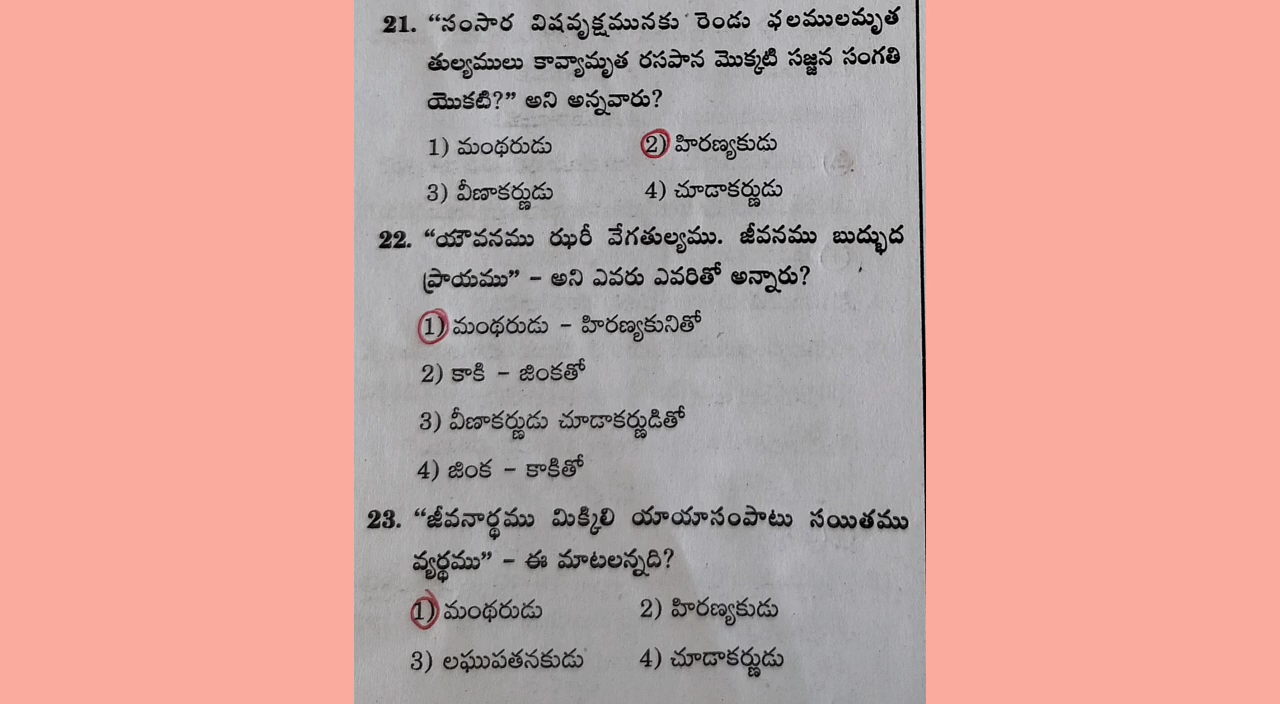 21. “సంసార విషవృక్షమునకు రెండు ఫలములమృత
తుల్యములు కావ్యామృత రసపాన మొక్కటి సజ్జన సంగతి
యొకటి?” అని అన్నవారు?
1) మంథరుడు 2) హిరణ్యకుడు
3) వీణాకర్ణుడు 4) చూడాకర్ణుడు
22. “యౌవనము ఝరీ వేగతుల్యము. జీవనము బుద్భుద
ప్రాయము” – అని ఎవరు ఎవరితో అన్నారు?
1) మంథరుడు – హిరణ్యకునితో
2) కాకి – జింకతో
3) వీణాకర్ణుడు చూడాకర్ణుడితో
4) జింక – కాకితో
23. “జీవనార్థము మిక్కిలి యాయాసంపాటు సయితము
వ్యర్థము” – ఈ మాటలన్నది?
1) మంథరుడు 2) హిరణ్యకుడు
3) లఘుపతనకుడు 4) చూడాకర్ణుడు